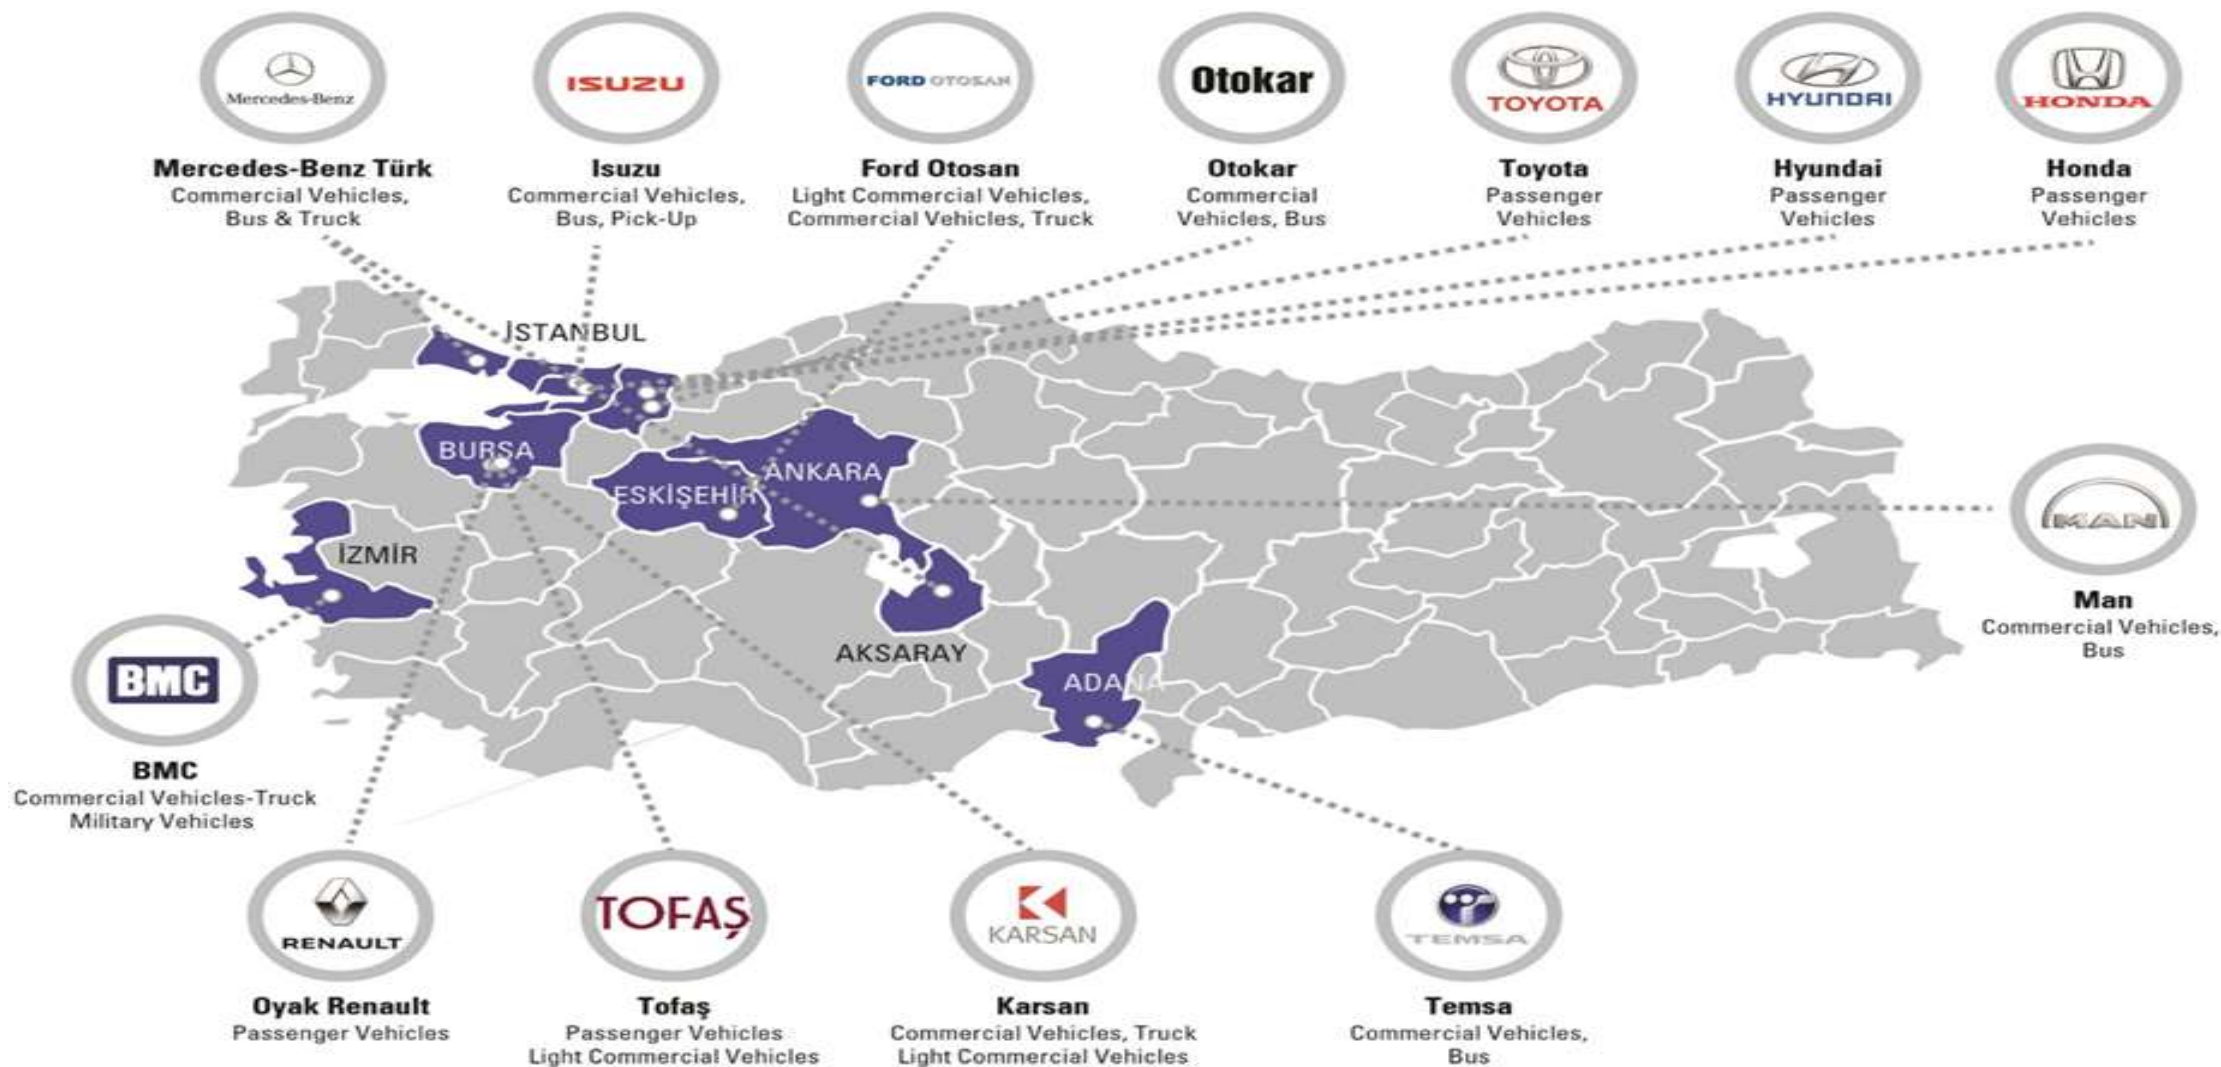 Mercedes-Benz
ISUZU
FORD OTOSAN
Otokar
TOYOTA
HYUNDAI
HONDA
Mercedes-Benz Türk
Commercial Vehicles,
Bus & Truck
Isuzu
Commercial Vehicles,
Bus, Pick-Up
Ford Otosan
Light Commercial Vehicles,
Commercial Vehicles, Truck
Otokar
Commercial
Vehicles, Bus
Toyota
Passenger
Vehicles
Hyundai
Passenger
Vehicles
Honda
Passenger
Vehicles
İSTANBUL
BURSA
ANKARA
ESKİŞEHİR
İZMİR
AKSARAY
ADANA
MAN
Man
Commercial Vehicles,
Bus
BMC
BMC
Commercial Vehicles-Truck
Military Vehicles
RENAULT
TOFAŞ
KARSAN
TEMSA
Oyak Renault
Passenger Vehicles
Tofaş
Passenger Vehicles
Light Commercial Vehicles
Karsan
Commercial Vehicles, Truck
Light Commercial Vehicles
Temsa
Commercial Vehicles,
Bus